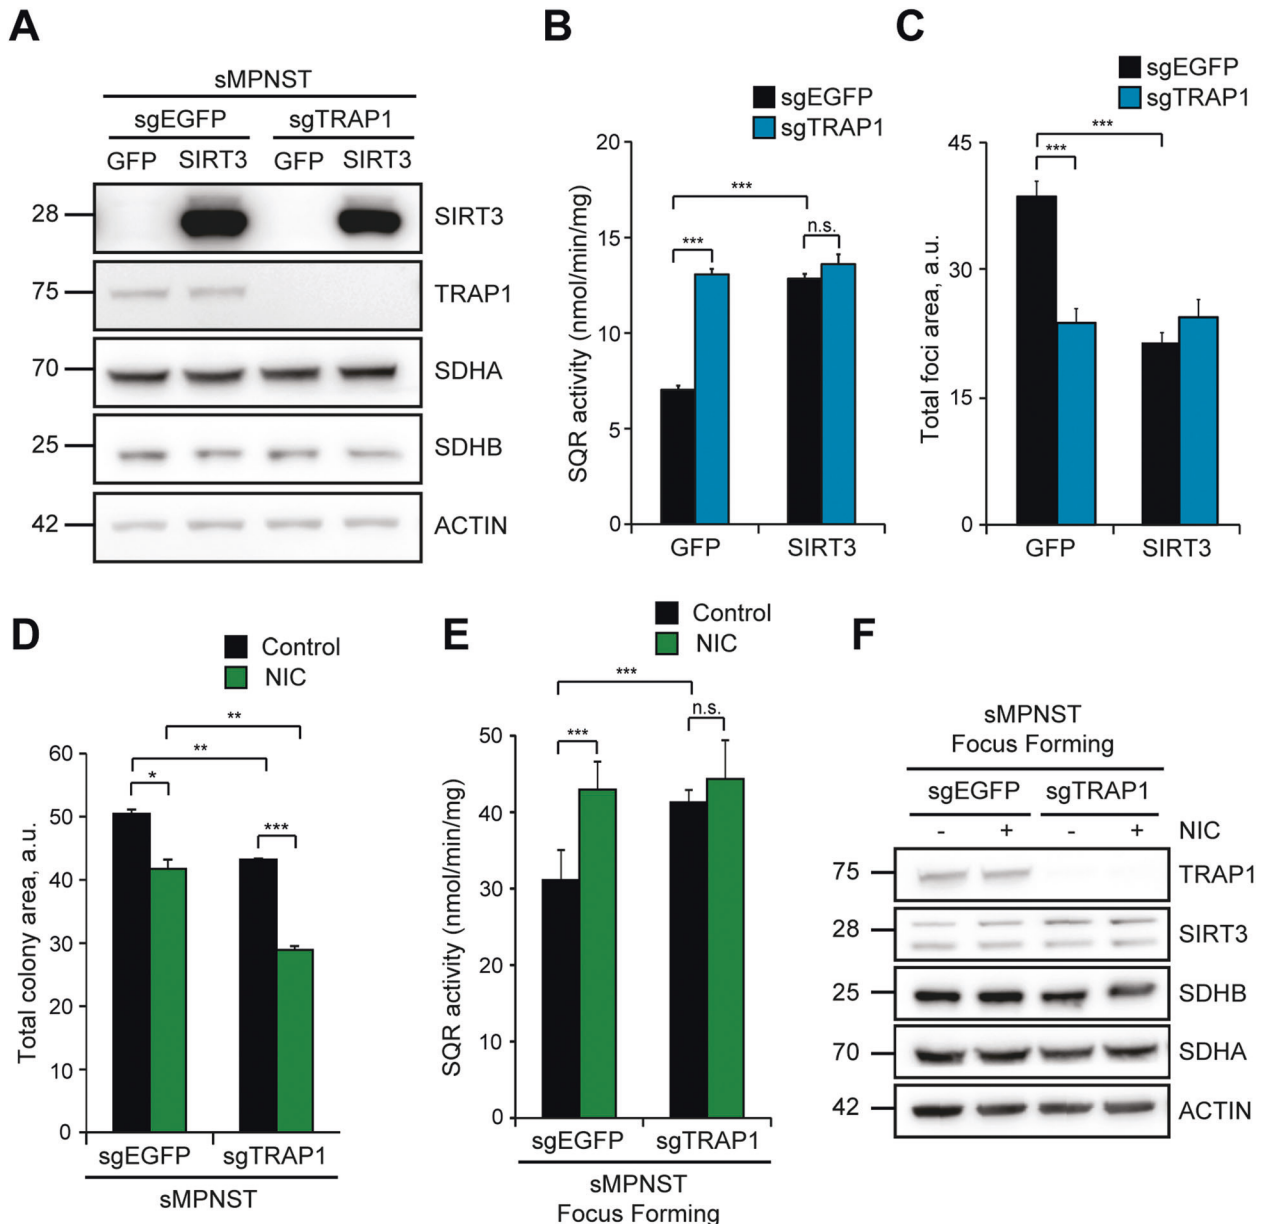 A
sMPNST
sgEGFP sgTRAP1
GFP SIRT3 GFP SIRT3
28 SIRT3
75 TRAP1
70 SDHA
25 SDHB
42 ACTIN
B
sgEGFP
sgTRAP1
SQR activity (nmol/min/mg)
20
15
10
5
0
***
***
n.s.
GFP SIRT3
C
sgEGFP
sgTRAP1
Total foci area, a.u.
45
30
15
0
***
***
GFP SIRT3
D
Control
NIC
Total colony area, a.u.
60
50
40
30
20
10
0
**
**
*
***
sgEGFP sgTRAP1
sMPNST
E
Control
NIC
SQR activity (nmol/min/mg)
50
40
30
20
10
0
***
***
n.s.
sgEGFP sgTRAP1
sMPNST
Focus Forming
F
sMPNST
Focus Forming
sgEGFP sgTRAP1
- + - + NIC
75 TRAP1
28 SIRT3
25 SDHB
70 SDHA
42 ACTIN